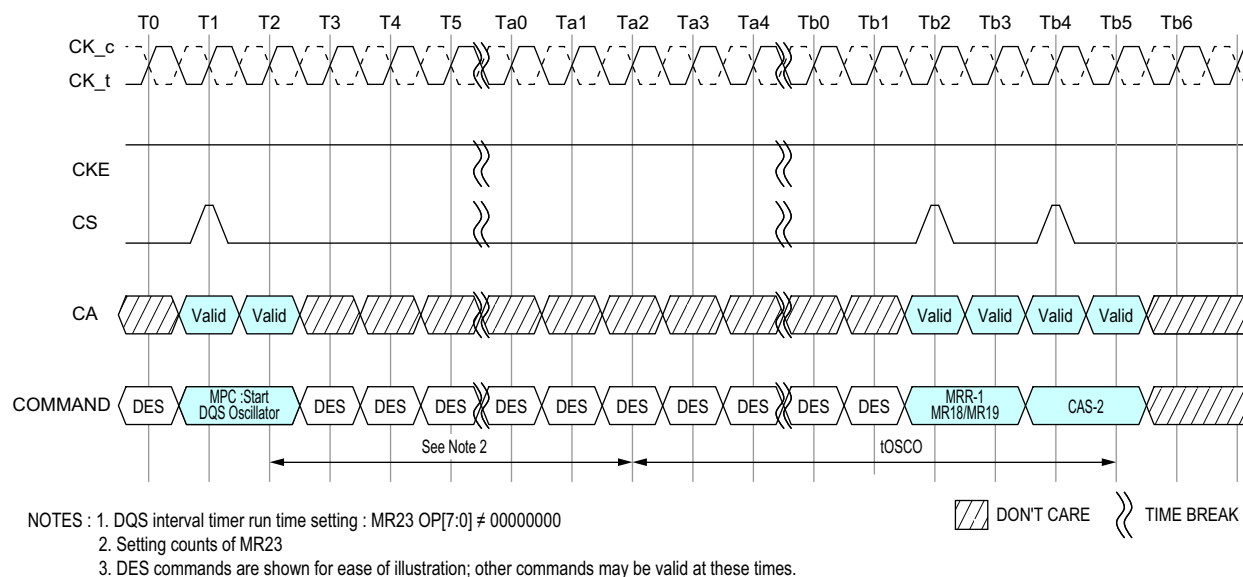 T0 T1 T2 T3 T4 T5 Ta0 Ta1 Ta2 Ta3 Ta4 Tb0 Tb1 Tb2 Tb3 Tb4 Tb5 Tb6
CK_c
CK_t
CKE
CS
CA Valid Valid Valid Valid Valid Valid
COMMAND DES MPC :Start DES DES DES DES DES DES DES DES DES DES MRR-1 CAS-2
DQS Oscillator MR18/MR19
See Note 2 tOSCO
NOTES : 1. DQS interval timer run time setting : MR23 OP[7:0] ≠ 00000000 DON'T CARE TIME BREAK
2. Setting counts of MR23
3. DES commands are shown for ease of illustration; other commands may be valid at these times.